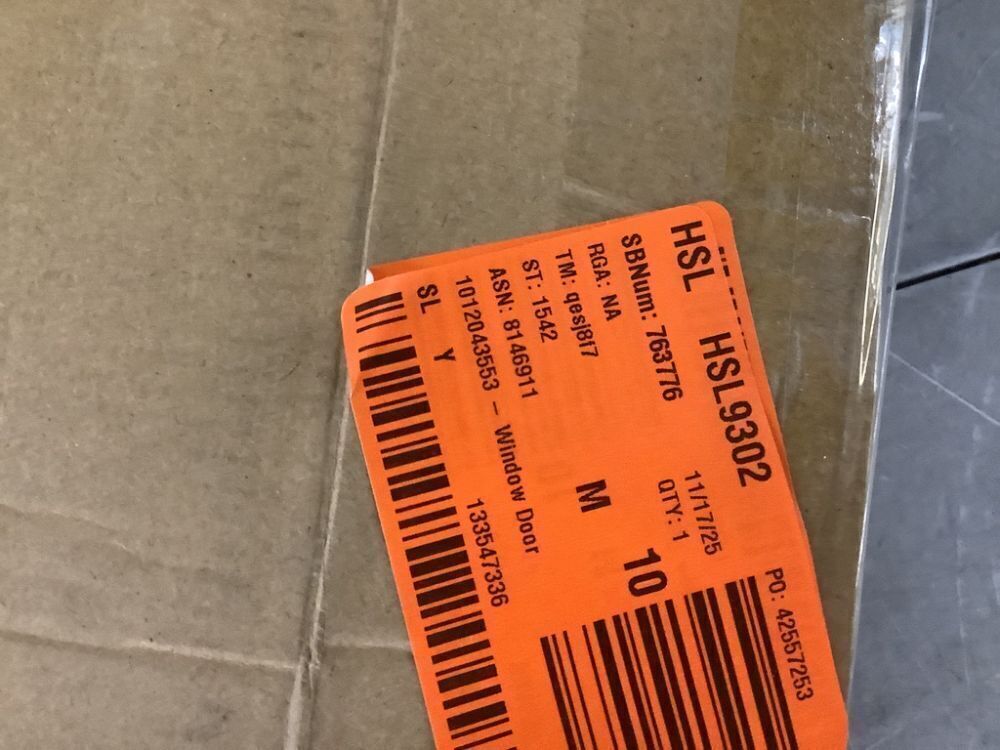 HSL HSL9302
SBNum: 763776 11/17/25 PO: 42557253
RGA: NA QTY: 1
TM: qesj8f7 M 10
ST: 1542
ASN: 8146911
1012043553 – Window Door
SL Y 133547336